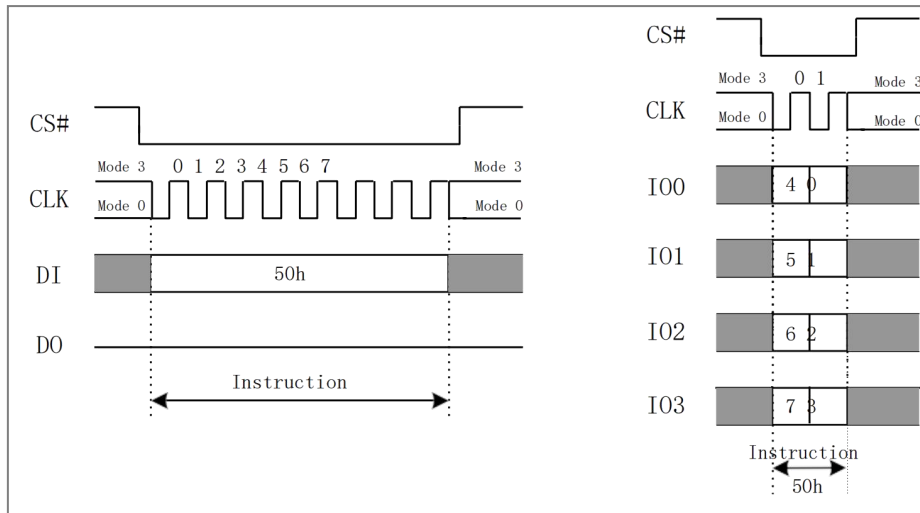 CS#
Mode 3 0 1 2 3 4 5 6 7 Mode 3
CLK
Mode 0 Mode 0
DI 50h
DO
Instruction
CS#
Mode 3 0 1 Mode 3
CLK
Mode 0 Mode 0
IO0 4 0
IO1 5 1
IO2 6 2
IO3 7 3
Instruction
50h